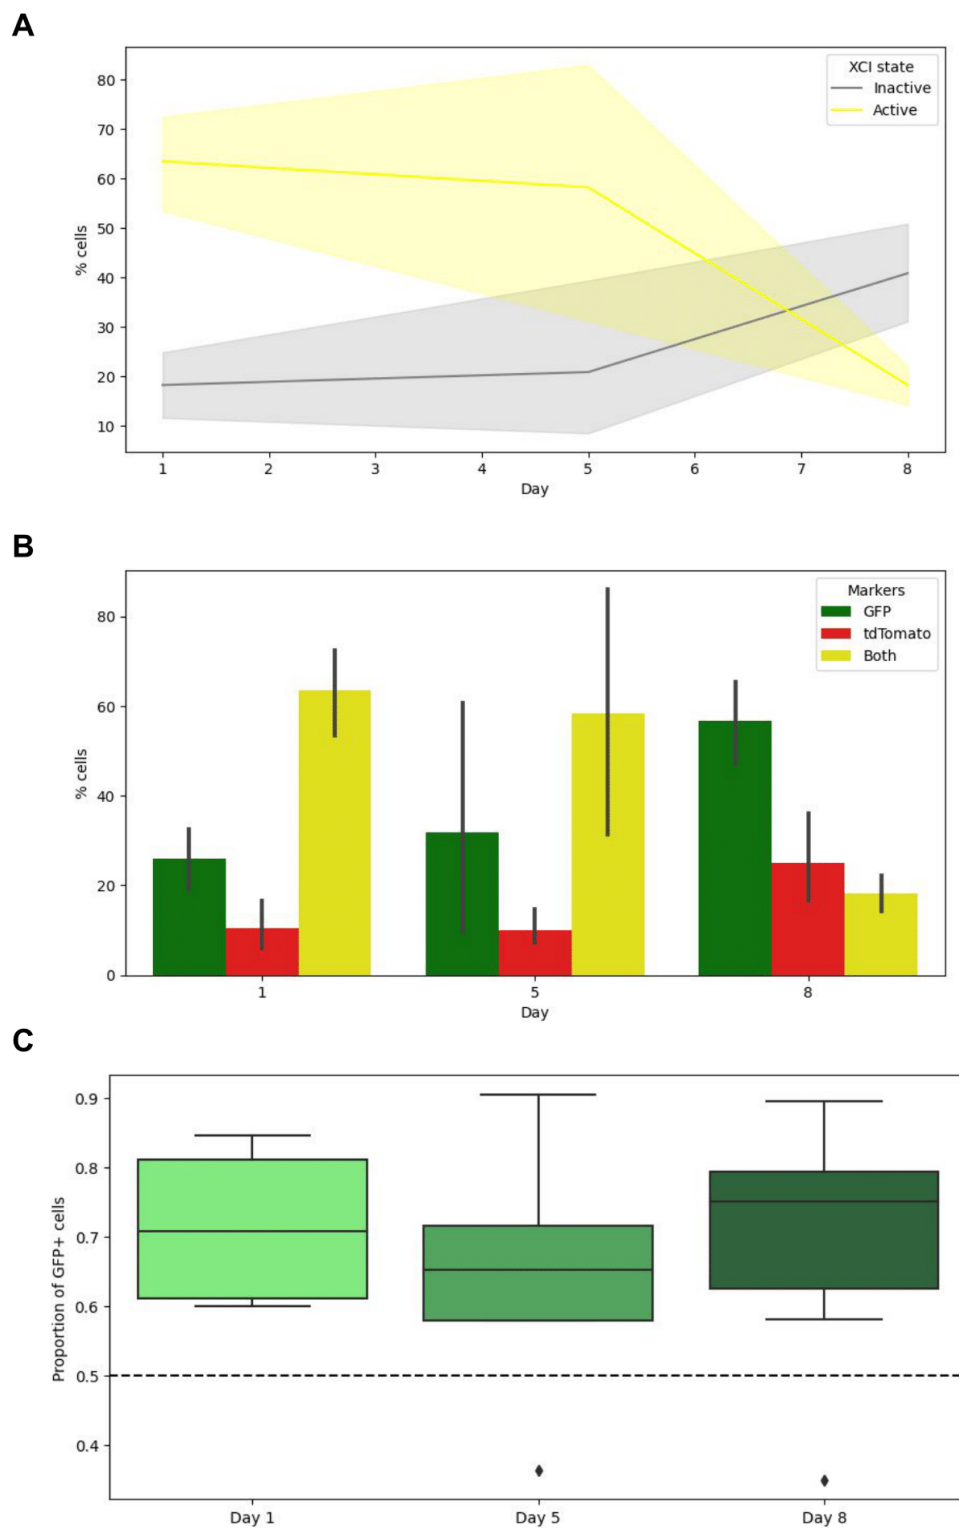 A
80
70
60
50
40
30
20
10
% cells
XCI state
Inactive
Active
1 2 3 4 5 6 7 8
Day
B
80
60
40
20
0
% cells
Markers
GFP
tdTomato
Both
1 5 8
Day
C
0.9
0.8
0.7
0.6
0.5
0.4
Proportion of GFP+ cells
Day 1 Day 5 Day 8